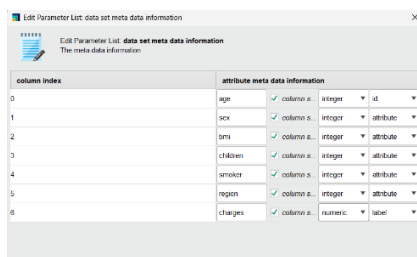 Edit Parameter List: data set meta data information
Edit Parameter List: data set meta data information
The meta data information
column index attribute meta data information
0 age column s... integer id
1 sex column s... integer attribute
2 bmi column s... integer attribute
3 children column s... integer attribute
4 smoker column s... integer attribute
5 region column s... integer attribute
6 charges column s... numeric label